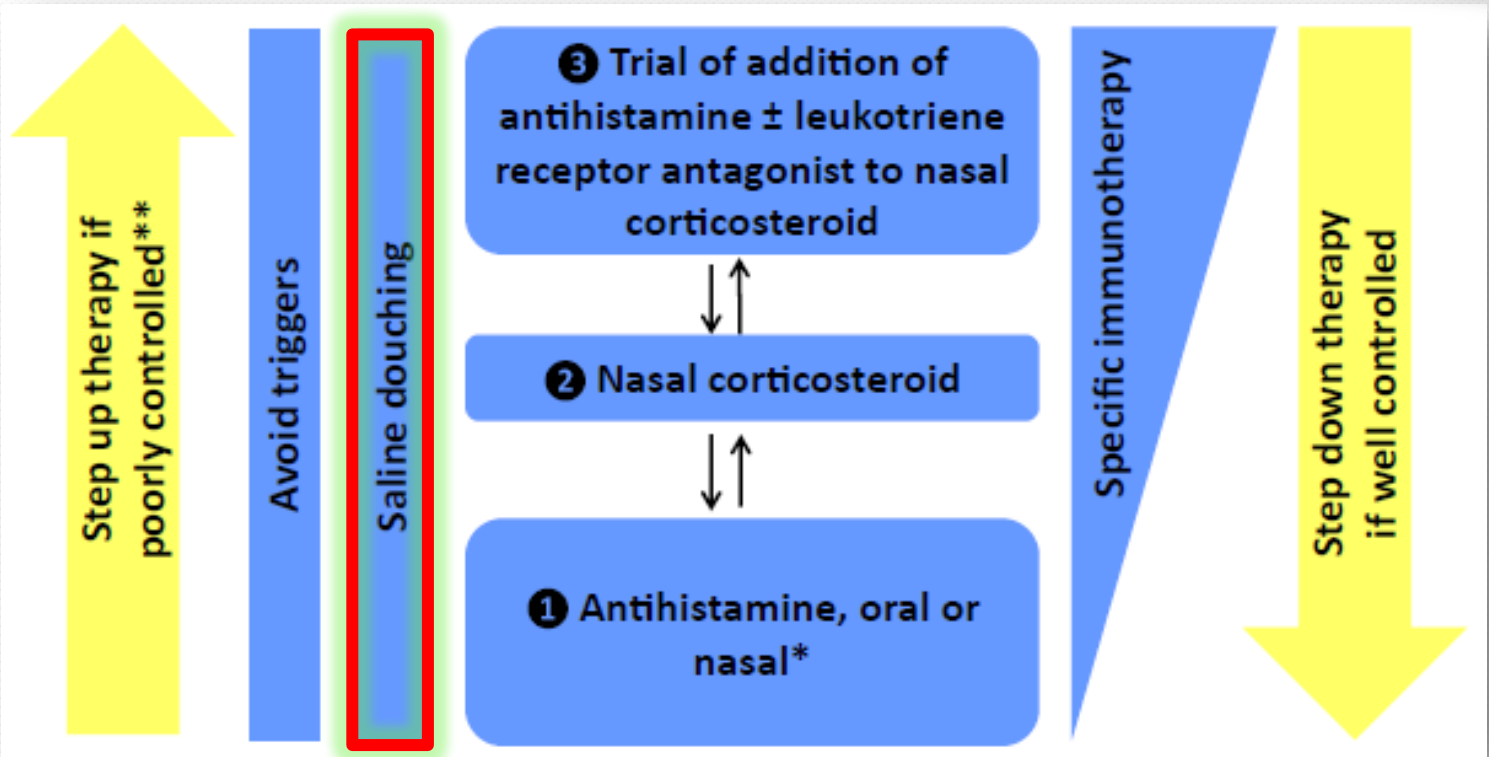 Step up therapy if
poorly controlled**
Avoid triggers
Saline douching
❸ Trial of addition of
antihistamine ± leukotriene
receptor antagonist to nasal
corticosteroid
❷ Nasal corticosteroid
❶ Antihistamine, oral or
nasal*
Specific immunotherapy
Step down therapy
if well controlled